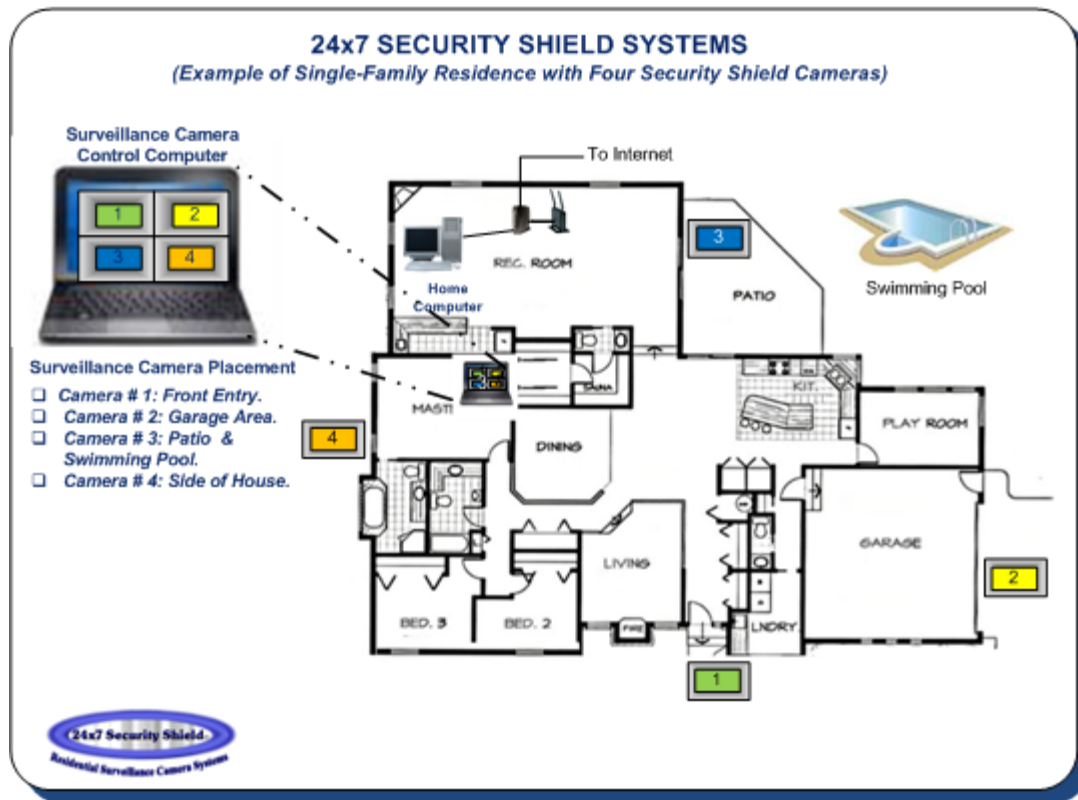 24x7 SECURITY SHIELD SYSTEMS
(Example of Single-Family Residence with Four Security Shield Cameras)
Surveillance Camera
Control Computer
1
2
3
4
To Internet
REC. ROOM
Home
Computer
3
PATIO
Swimming Pool
Surveillance Camera Placement
❑ Camera # 1: Front Entry.
❑ Camera # 2: Garage Area.
❑ Camera # 3: Patio &
Swimming Pool.
❑ Camera # 4: Side of House.
MAST
KIT
4
DINING
PLAY ROOM
GARAGE
LIVING
2
BED. 3
BED. 2
FIRE
LNDRY.
1
24x7 Security Shield
Residential Surveillance Camera Systems